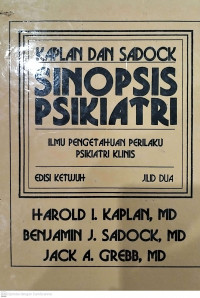 KAPLAN DAN SADOCK
SINOPSIS
PSIKIATRI
ILMU PENGETAHUAN PERILAKU
PSIKIATRI KLINIS
EDISI KETUJUH JILID DUA
HAROLD I. KAPLAN, MD
BENJAMIN J. SADOCK, MD
JACK A. GREBB, MD